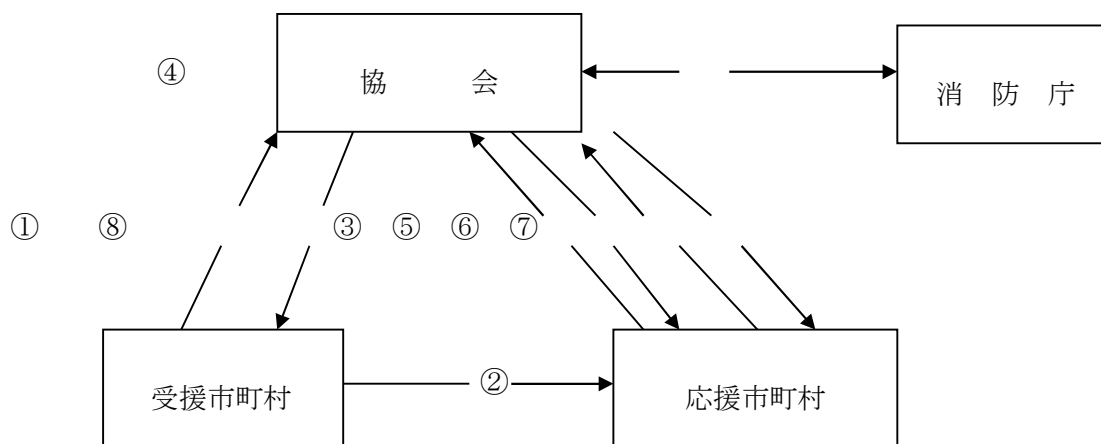 ④
協　　会
消　防　庁
① ⑧ ③ ⑤ ⑥ ⑦
受援市町村
②
応援市町村